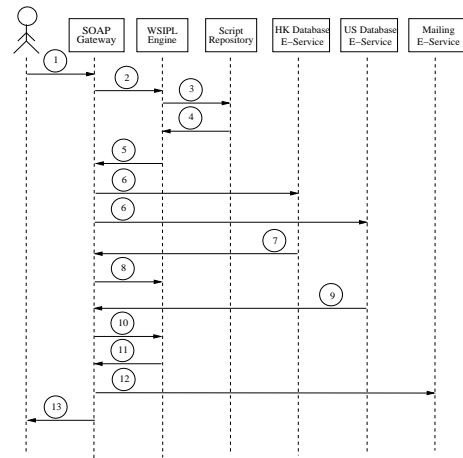 SOAP
Gateway
WSIPL
Engine
Script
Repository
HK Database
E-Service
US Database
E-Service
Mailing
E-Service
1
2
3
4
5
6
6
7
8
9
10
11
12
13